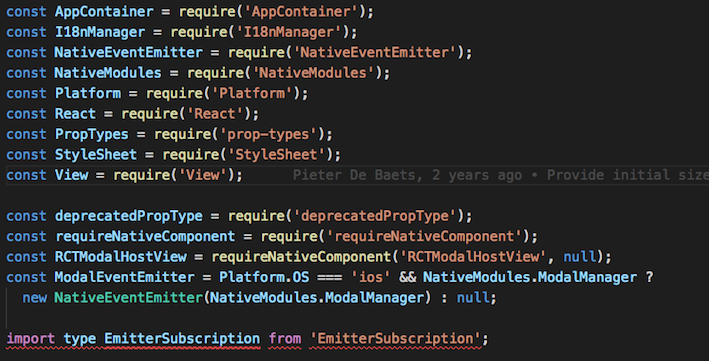 const AppContainer = require('AppContainer');
const I18nManager = require('I18nManager');
const NativeEventEmitter = require('NativeEventEmitter');
const NativeModules = require('NativeModules');
const Platform = require('Platform');
const React = require('React');
const PropTypes = require('prop-types');
const StyleSheet = require('StyleSheet');
const View = require('View'); Pieter De Baets, 2 years ago • Provide initial size
const deprecatedPropType = require('deprecatedPropType');
const requireNativeComponent = require('requireNativeComponent');
const RCTModalHostView = requireNativeComponent('RCTModalHostView', null);
const ModalEventEmitter = Platform.OS === 'ios' && NativeModules.ModalManager ?
new NativeEventEmitter(NativeModules.ModalManager) : null;
import type EmitterSubscription from 'EmitterSubscription';